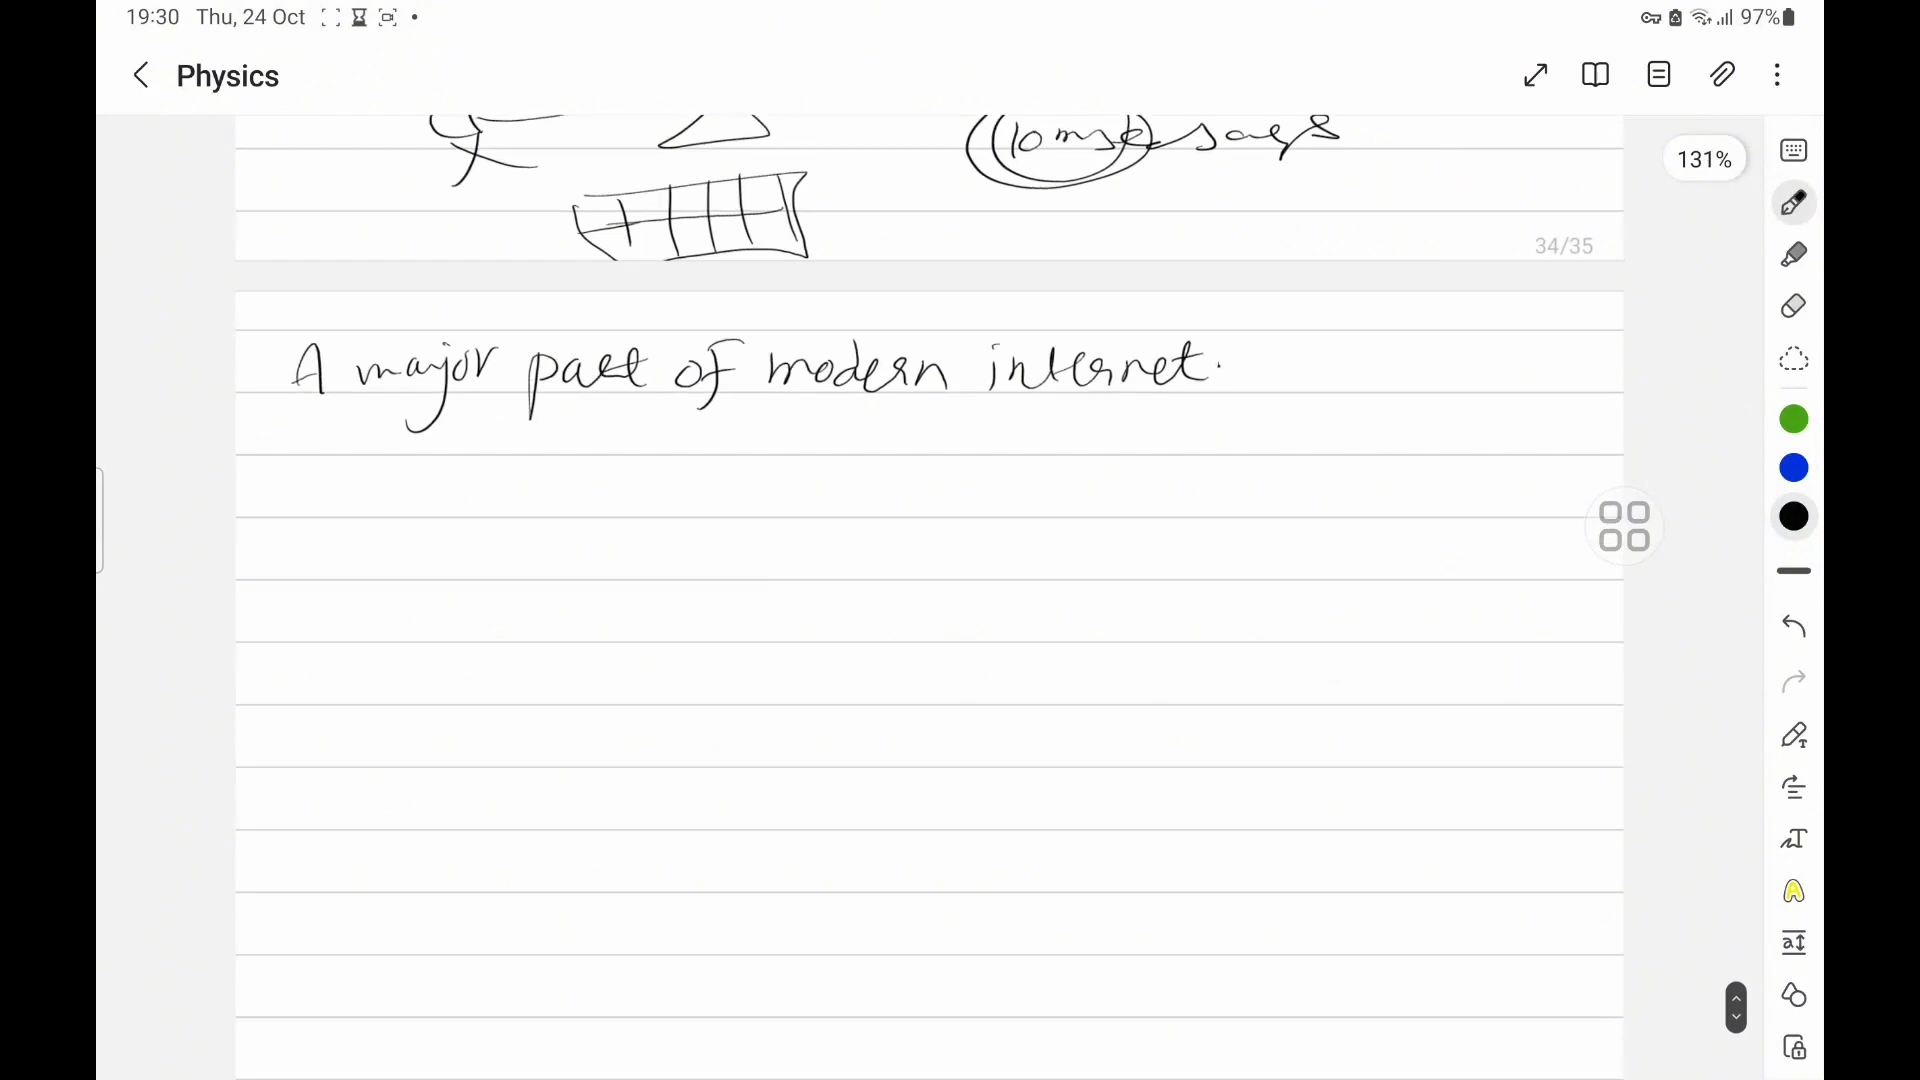 19:30 Thu, 24 Oct 97%
Physics
131%
34/35
A major part of modern internet.